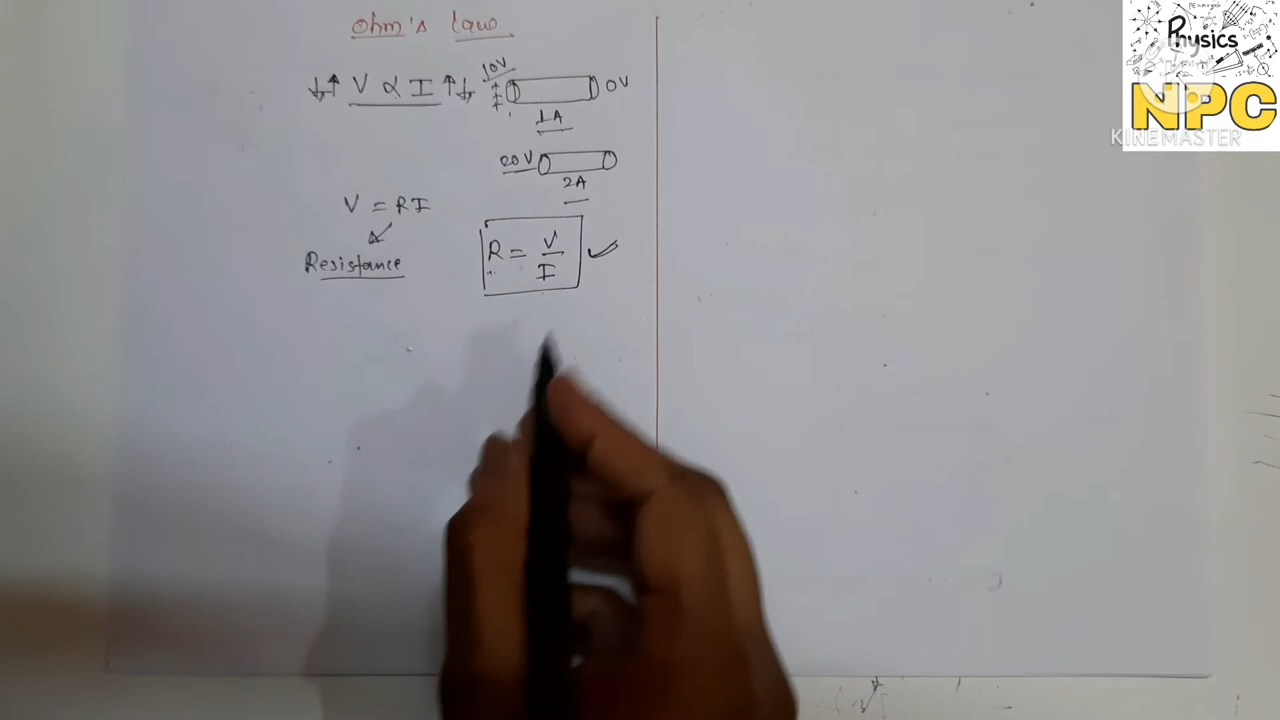 Ohm's law
V ∝ I
10V
0V
1A
20V
2A
V = RI
Resistance
R = V/I
Physics
NPC
KINEMASTER